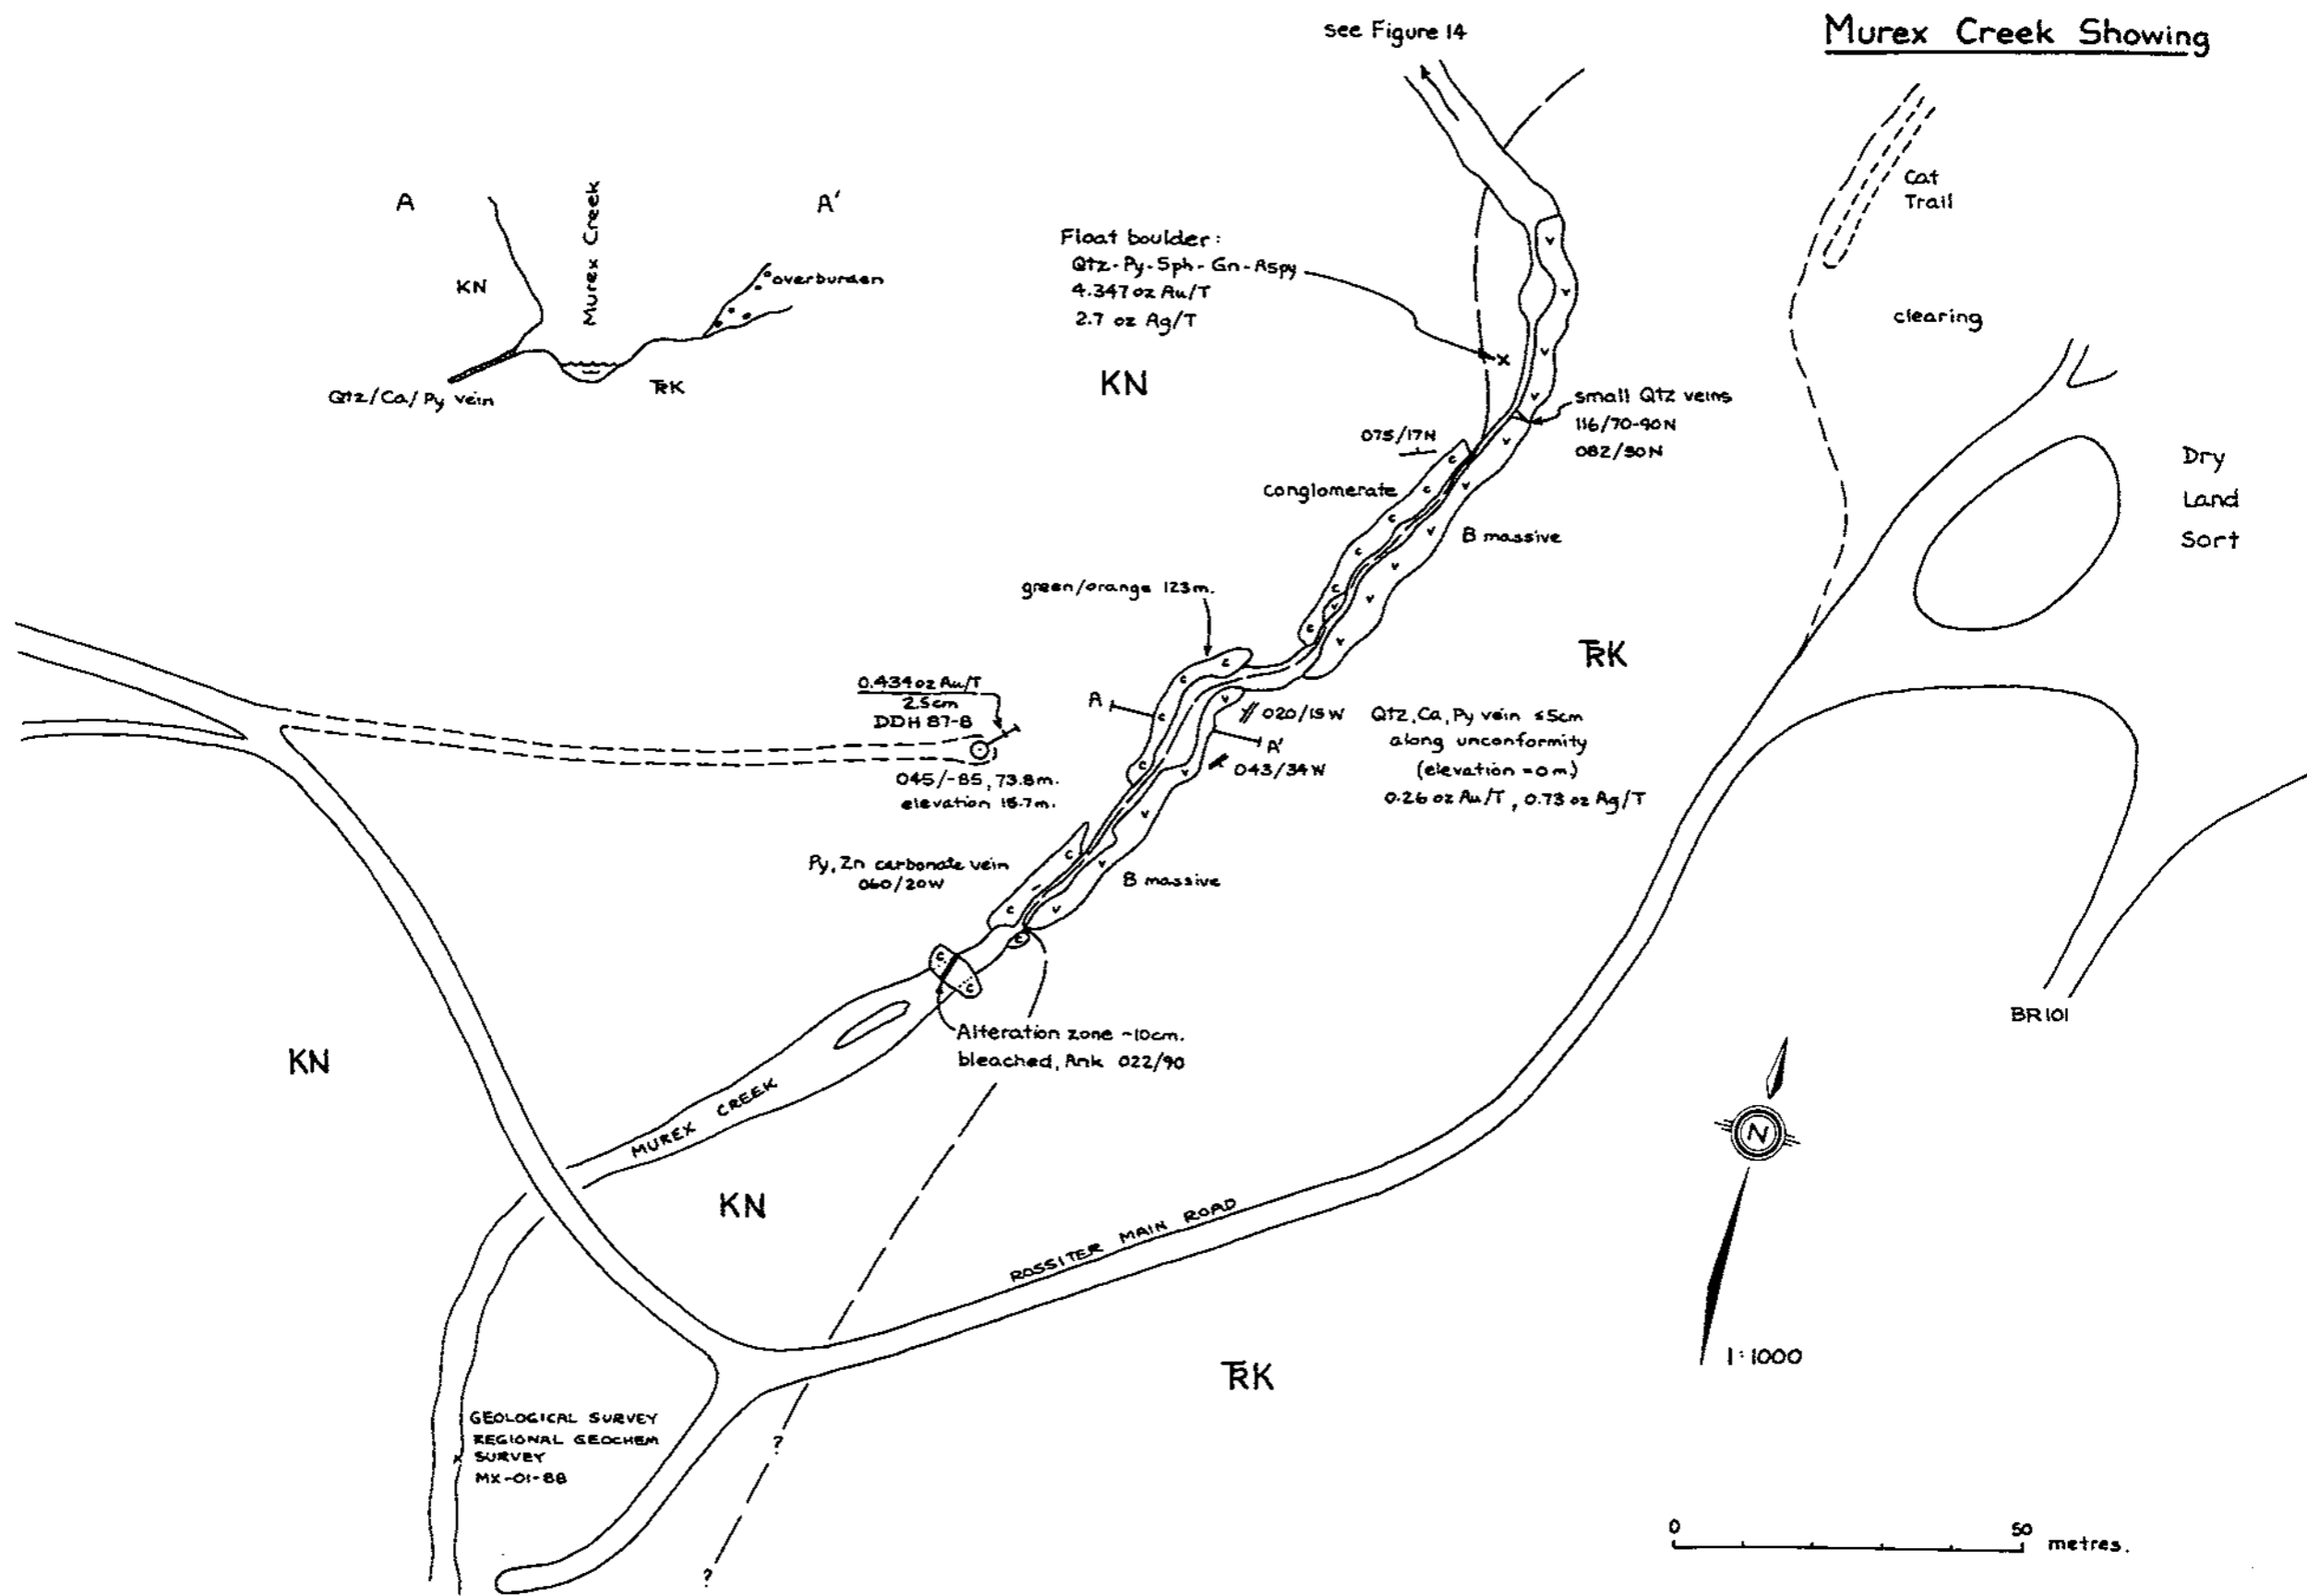 see Figure 14
Murex Creek Showing
A
Murex Creek
A'
KN
overburden
Qtz/Ca/Py vein
TRK
Float boulder:
Qtz-Py-Sph-Gn-Aspy
4.347 oz Au/T
2.7 oz Ag/T
KN
Cat
Trail
clearing
small Qtz veins
116/70-90N
082/50N
075/17N
conglomerate
B massive
Dry
Land
Sort
green/orange 123m.
TRK
0.434 oz Au/T
25cm
DDH 87-8
045/-85, 73.8m.
elevation 15.7m.
A
A'
020/15W
043/34W
Qtz, Ca, Py vein ≤5cm
along unconformity
(elevation = 0m)
0.26 oz Au/T, 0.73 oz Ag/T
Py, Zn carbonate vein
060/20W
B massive
Alteration zone ~10cm.
bleached, Ank 022/90
KN
MUREX CREEK
KN
ROSSITER MAIN ROAD
BR101
N
1:1000
TRK
GEOLOGICAL SURVEY
REGIONAL GEOCHEM
SURVEY
x
MX-01-88
?
?
0 50 metres.